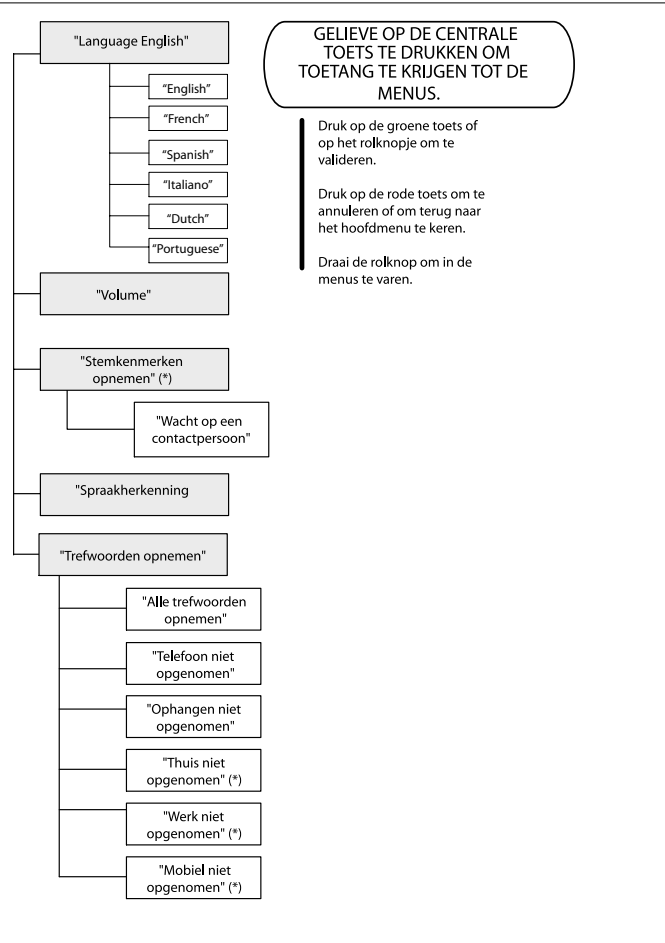 "Language English"
“English”
“French”
“Spanish”
“Italiano”
“Dutch”
“Portuguese”
"Volume"
"Stemkenmerken
opnemen" (*)
"Wacht op een
contactpersoon"
"Spraakherkenning
"Trefwoorden opnemen"
"Alle trefwoorden
opnemen"
"Telefoon niet
opgenomen"
"Ophangen niet
opgenomen"
"Thuis niet
opgenomen" (*)
"Werk niet
opgenomen" (*)
"Mobiel niet
opgenomen" (*)
GELIEVE OP DE CENTRALE
TOETS TE DRUKKEN OM
TOETANG TE KRIJGEN TOT DE
MENUS.
Druk op de groene toets of
op het rolknopje om te
valideren.
Druk op de rode toets om te
annuleren of om terug naar
het hoofdmenu te keren.
Draai de rolknop om in de
menus te varen.